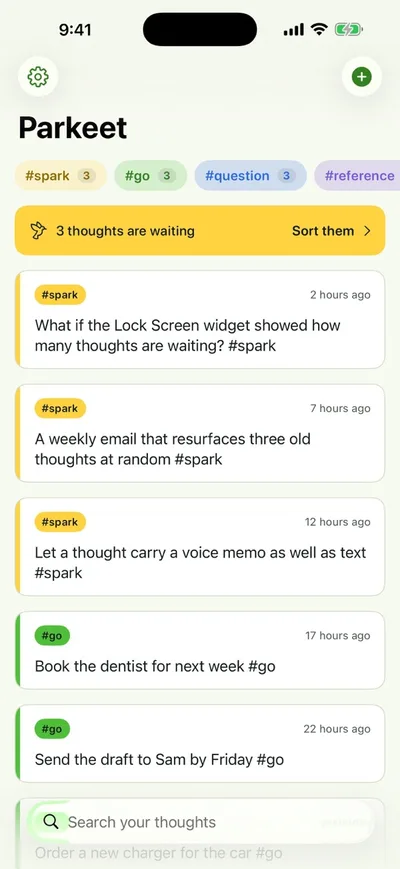 9:41
Parkeet
#spark 3 #go 3 #question 3 #reference
3 thoughts are waiting Sort them
#spark 2 hours ago
What if the Lock Screen widget showed how
many thoughts are waiting? #spark
#spark 7 hours ago
A weekly email that resurfaces three old
thoughts at random #spark
#spark 12 hours ago
Let a thought carry a voice memo as well as text
#spark
#go 17 hours ago
Book the dentist for next week #go
#go 22 hours ago
Send the draft to Sam by Friday #go
Search your thoughts
Order a new charger for the car #go